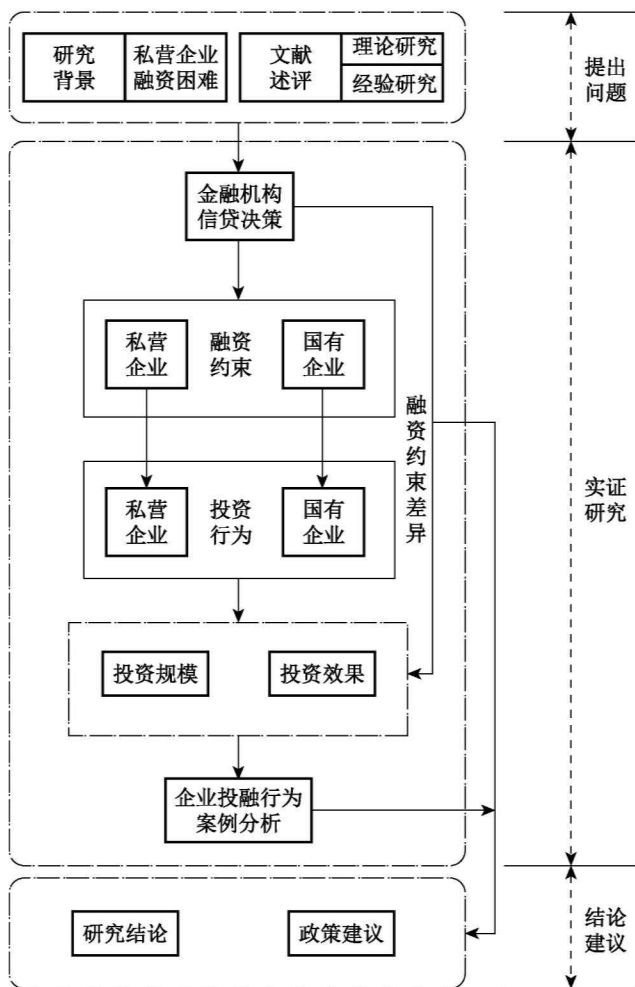 研究
背景
私营企业
融资困难
文献
述评
理论研究
经验研究
提出
问题
金融机构
信贷决策
私营
企业
融资
约束
国有
企业
融资约束差异
私营
企业
投资
行为
国有
企业
实证
研究
投资规模
投资效果
企业投融行为
案例分析
研究结论
政策建议
结论
建议